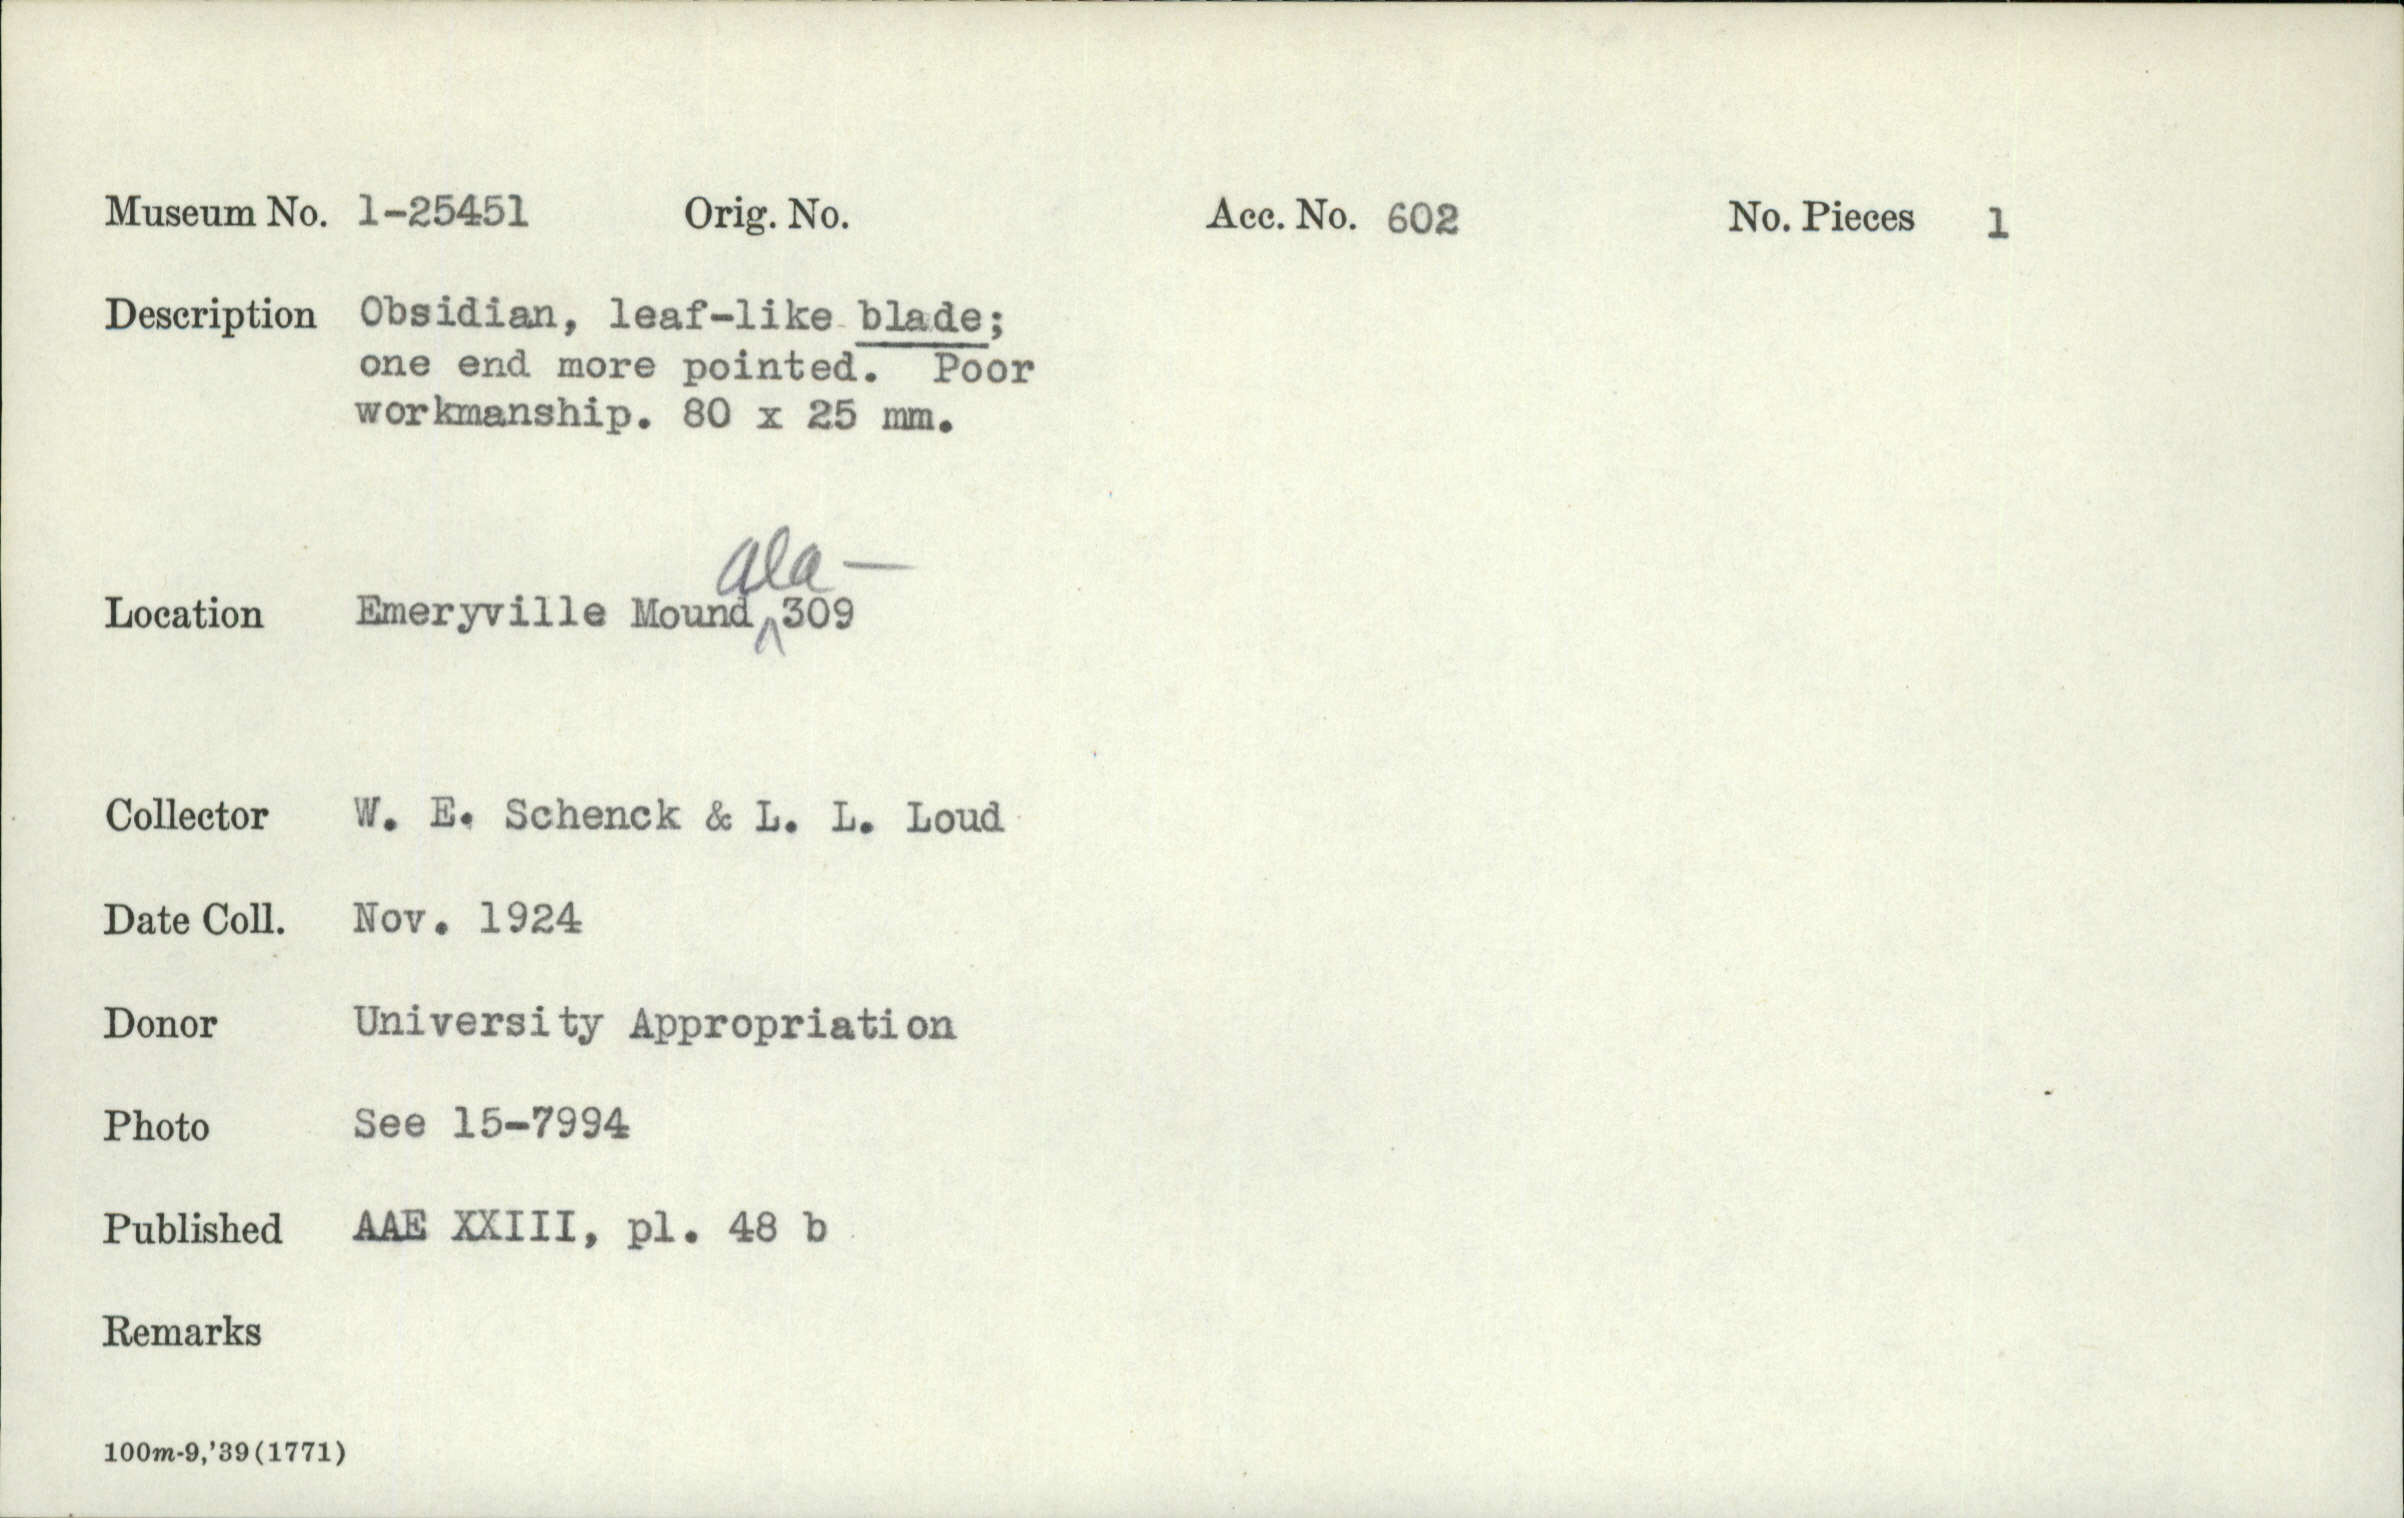 Museum No. 1-25451 Orig. No. Acc. No. 602 No. Pieces 1
Description Obsidian, leaf-like blade;
one end more pointed. Poor
workmanship. 80 x 25 mm.
Ala-
Location Emeryville Mound ^ 309
Collector W. E. Schenck & L. L. Loud
Date Coll. Nov. 1924
Donor University Appropriation
Photo See 15-7994
Published AAE XXIII, pl. 48 b
Remarks
100m-9,'39(1771)